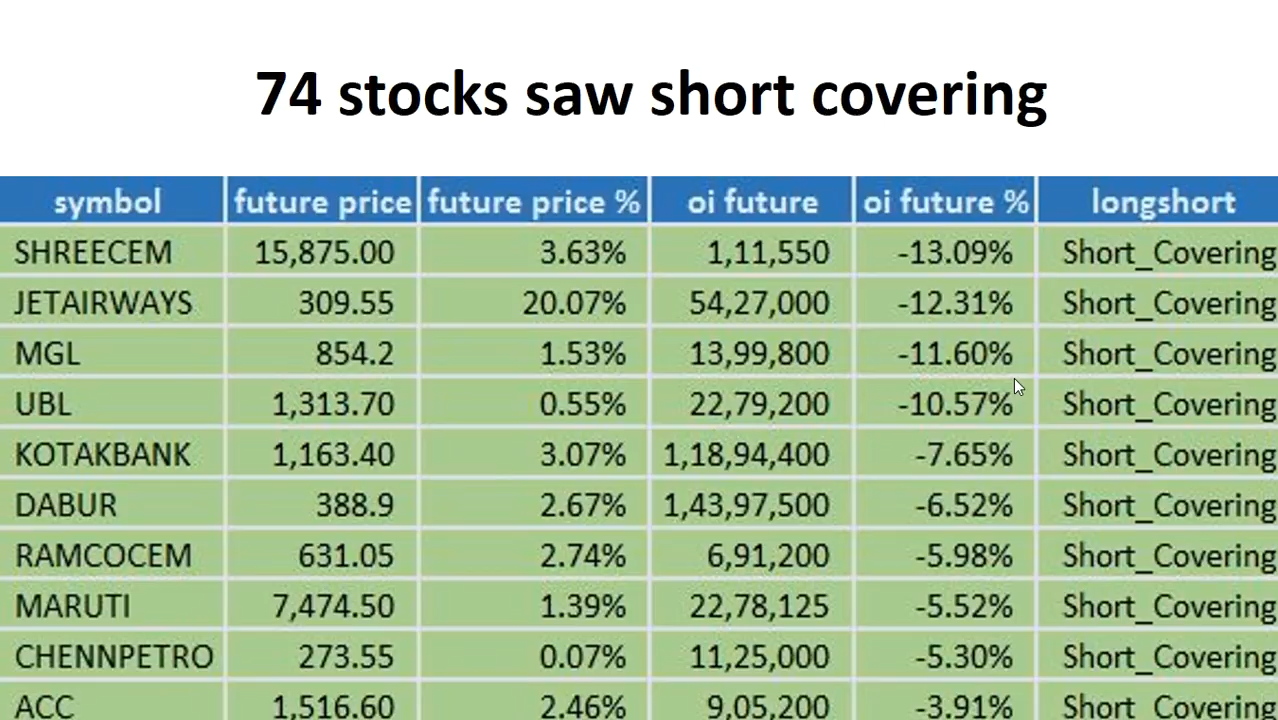 74 stocks saw short covering
symbol future price future price % oi future oi future % longshort
SHREECEM 15,875.00 3.63% 1,11,550 -13.09% Short_Covering
JETAIRWAYS 309.55 20.07% 54,27,000 -12.31% Short_Covering
MGL 854.2 1.53% 13,99,800 -11.60% Short_Covering
UBL 1,313.70 0.55% 22,79,200 -10.57% Short_Covering
KOTAKBANK 1,163.40 3.07% 1,18,94,400 -7.65% Short_Covering
DABUR 388.9 2.67% 1,43,97,500 -6.52% Short_Covering
RAMCOCEM 631.05 2.74% 6,91,200 -5.98% Short_Covering
MARUTI 7,474.50 1.39% 22,78,125 -5.52% Short_Covering
CHENNPETRO 273.55 0.07% 11,25,000 -5.30% Short_Covering
ACC 1,516.60 2.46% 9,05,200 -3.91% Short_Covering